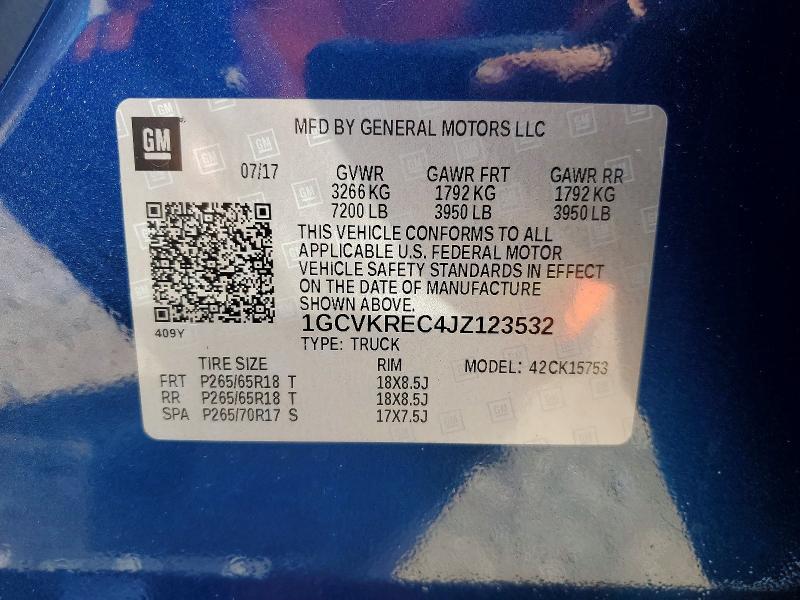 GM
MFD BY GENERAL MOTORS LLC
07/17
GVWR GAWR FRT GAWR RR
3266 KG 1792 KG 1792 KG
7200 LB 3950 LB 3950 LB
THIS VEHICLE CONFORMS TO ALL
APPLICABLE U.S. FEDERAL MOTOR
VEHICLE SAFETY STANDARDS IN EFFECT
ON THE DATE OF MANUFACTURE
SHOWN ABOVE.
1GCVKREC4JZ123532
409Y
TYPE: TRUCK
TIRE SIZE RIM MODEL: 42CK15753
FRT P265/65R18 T 18X8.5J
RR P265/65R18 T 18X8.5J
SPA P265/70R17 S 17X7.5J